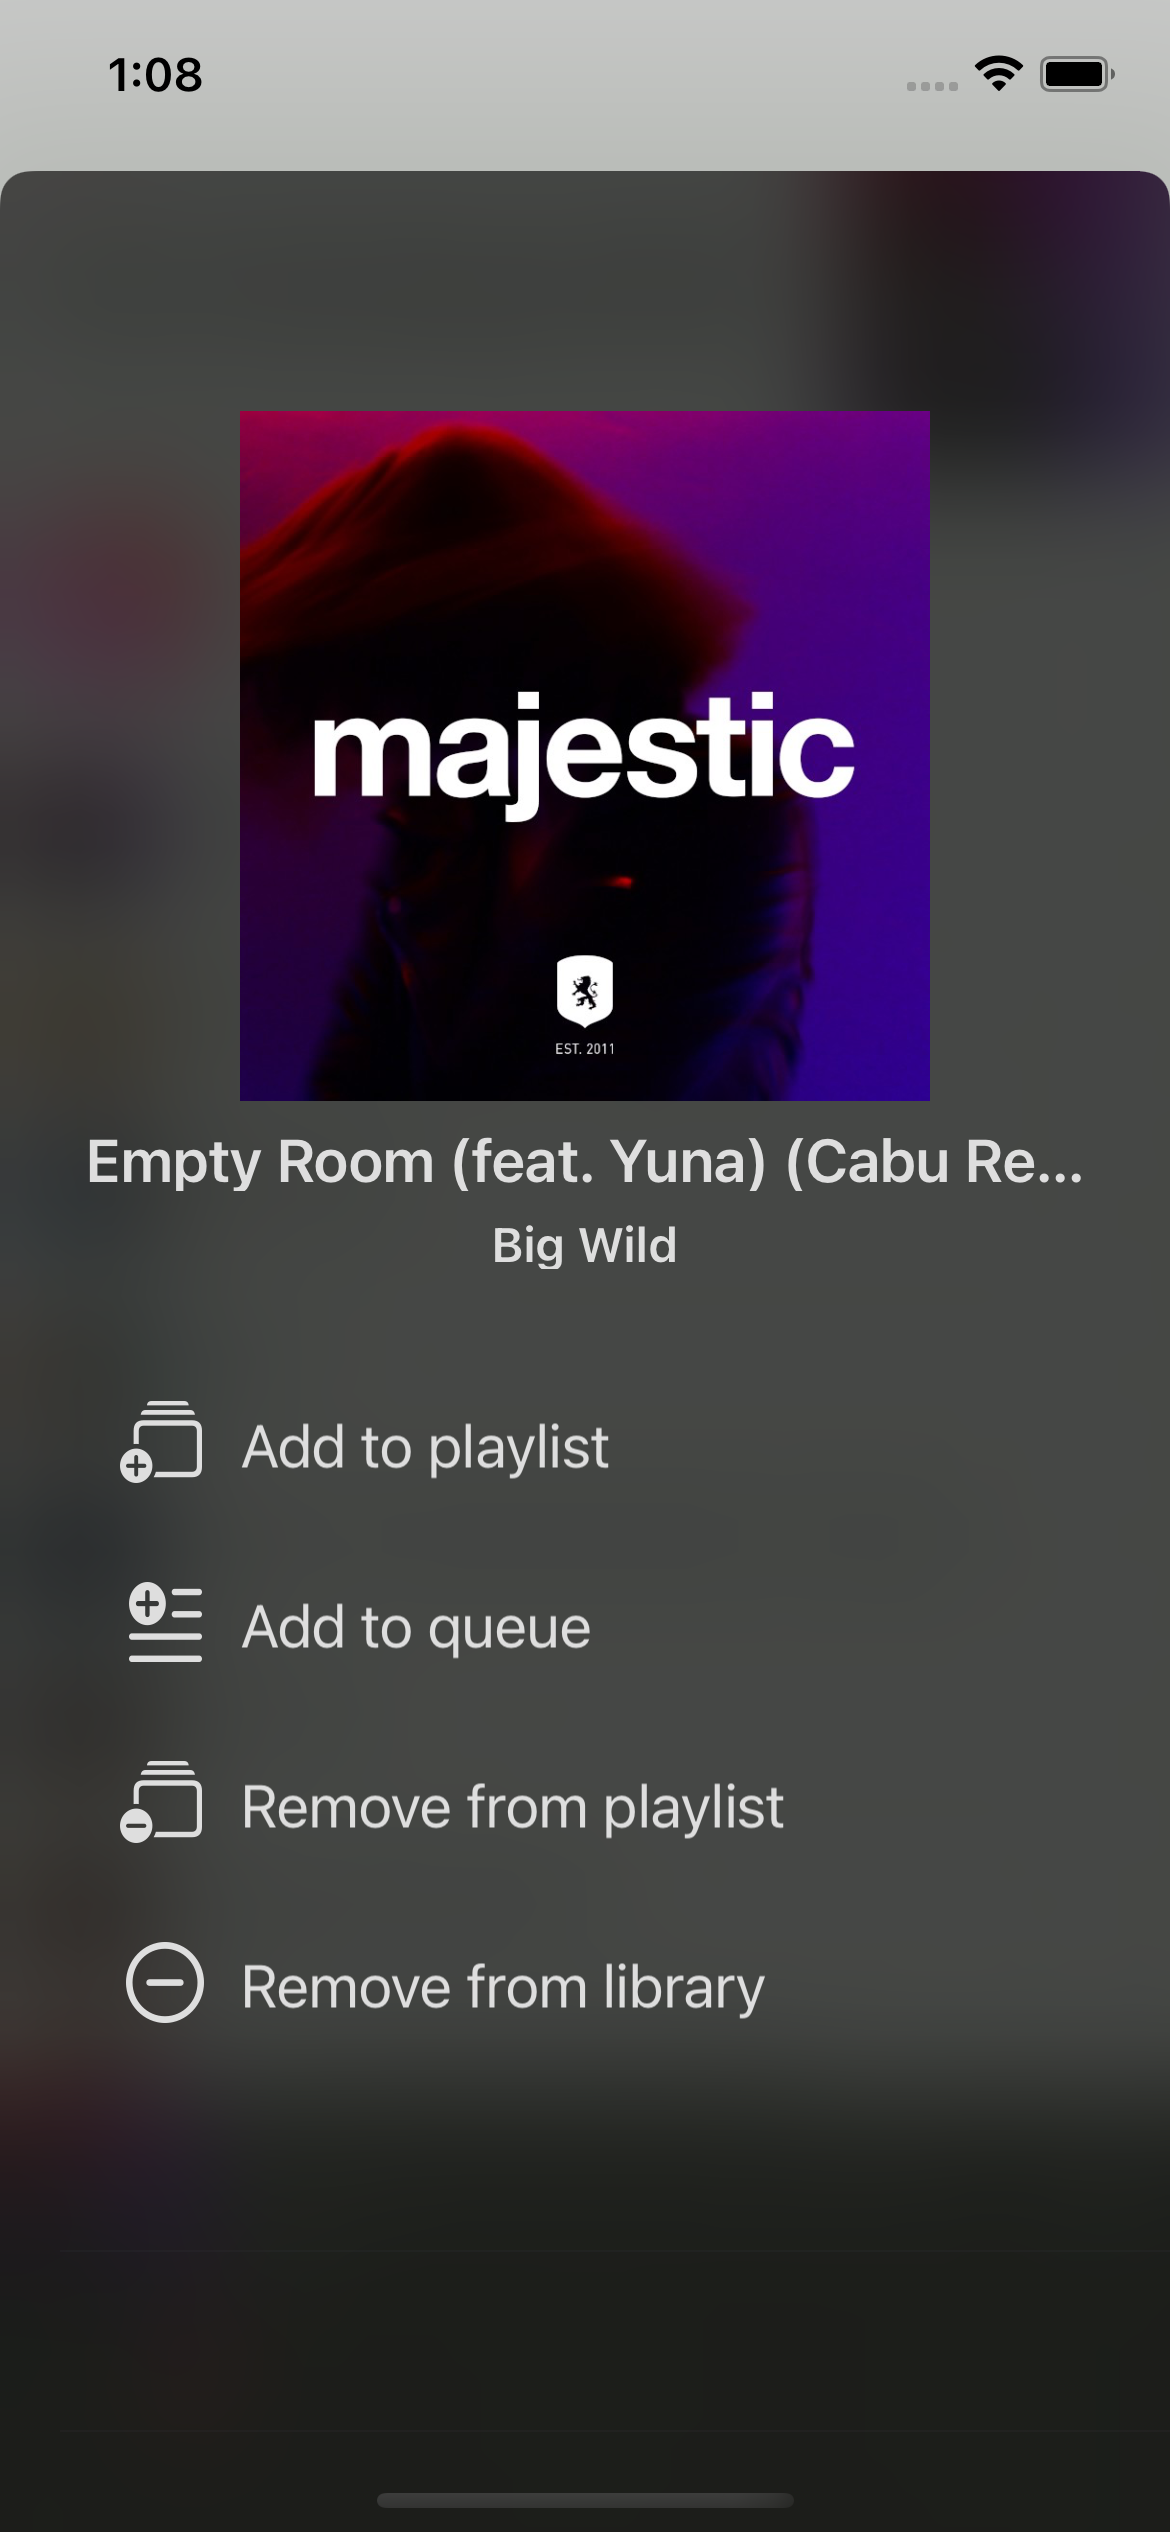 1:08
majestic
EST. 2011
Empty Room (feat. Yuna) (Cabu Re...
Big Wild
Add to playlist
Add to queue
Remove from playlist
Remove from library